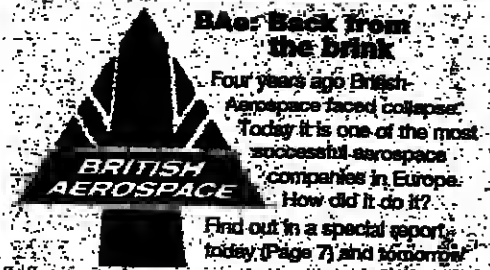 BAe: Back from
the brink
Four years ago British
Aerospace faced collapse.
Today it is one of the most
successful aerospace
companies in Europe.
How did it do it?
Find out in a special report,
today (Page 7) and tomorrow
BRITISH
AEROSPACE